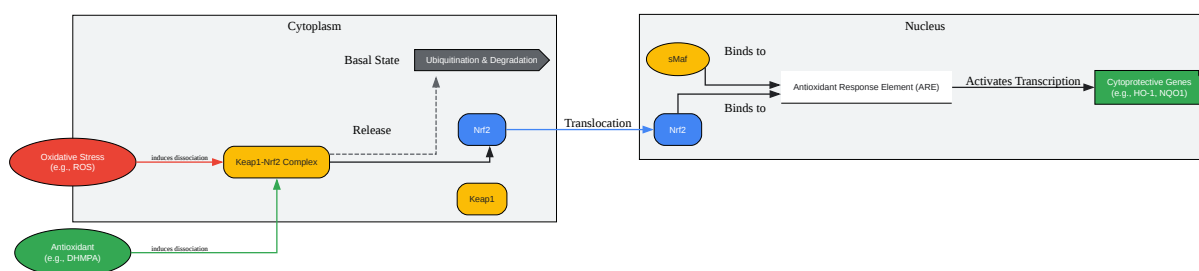 Cytoplasm
Nucleus
Basal State
Ubiquitination & Degradation
sMaf
Binds to
Antioxidant Response Element (ARE)
Activates Transcription
Cytoprotective Genes
(e.g., HO-1, NQO1)
Binds to
Release
Nrf2
Translocation
Nrf2
Oxidative Stress
(e.g., ROS)
induces dissociation
Keap1-Nrf2 Complex
Keap1
Antioxidant
(e.g., DHMPA)
induces dissociation